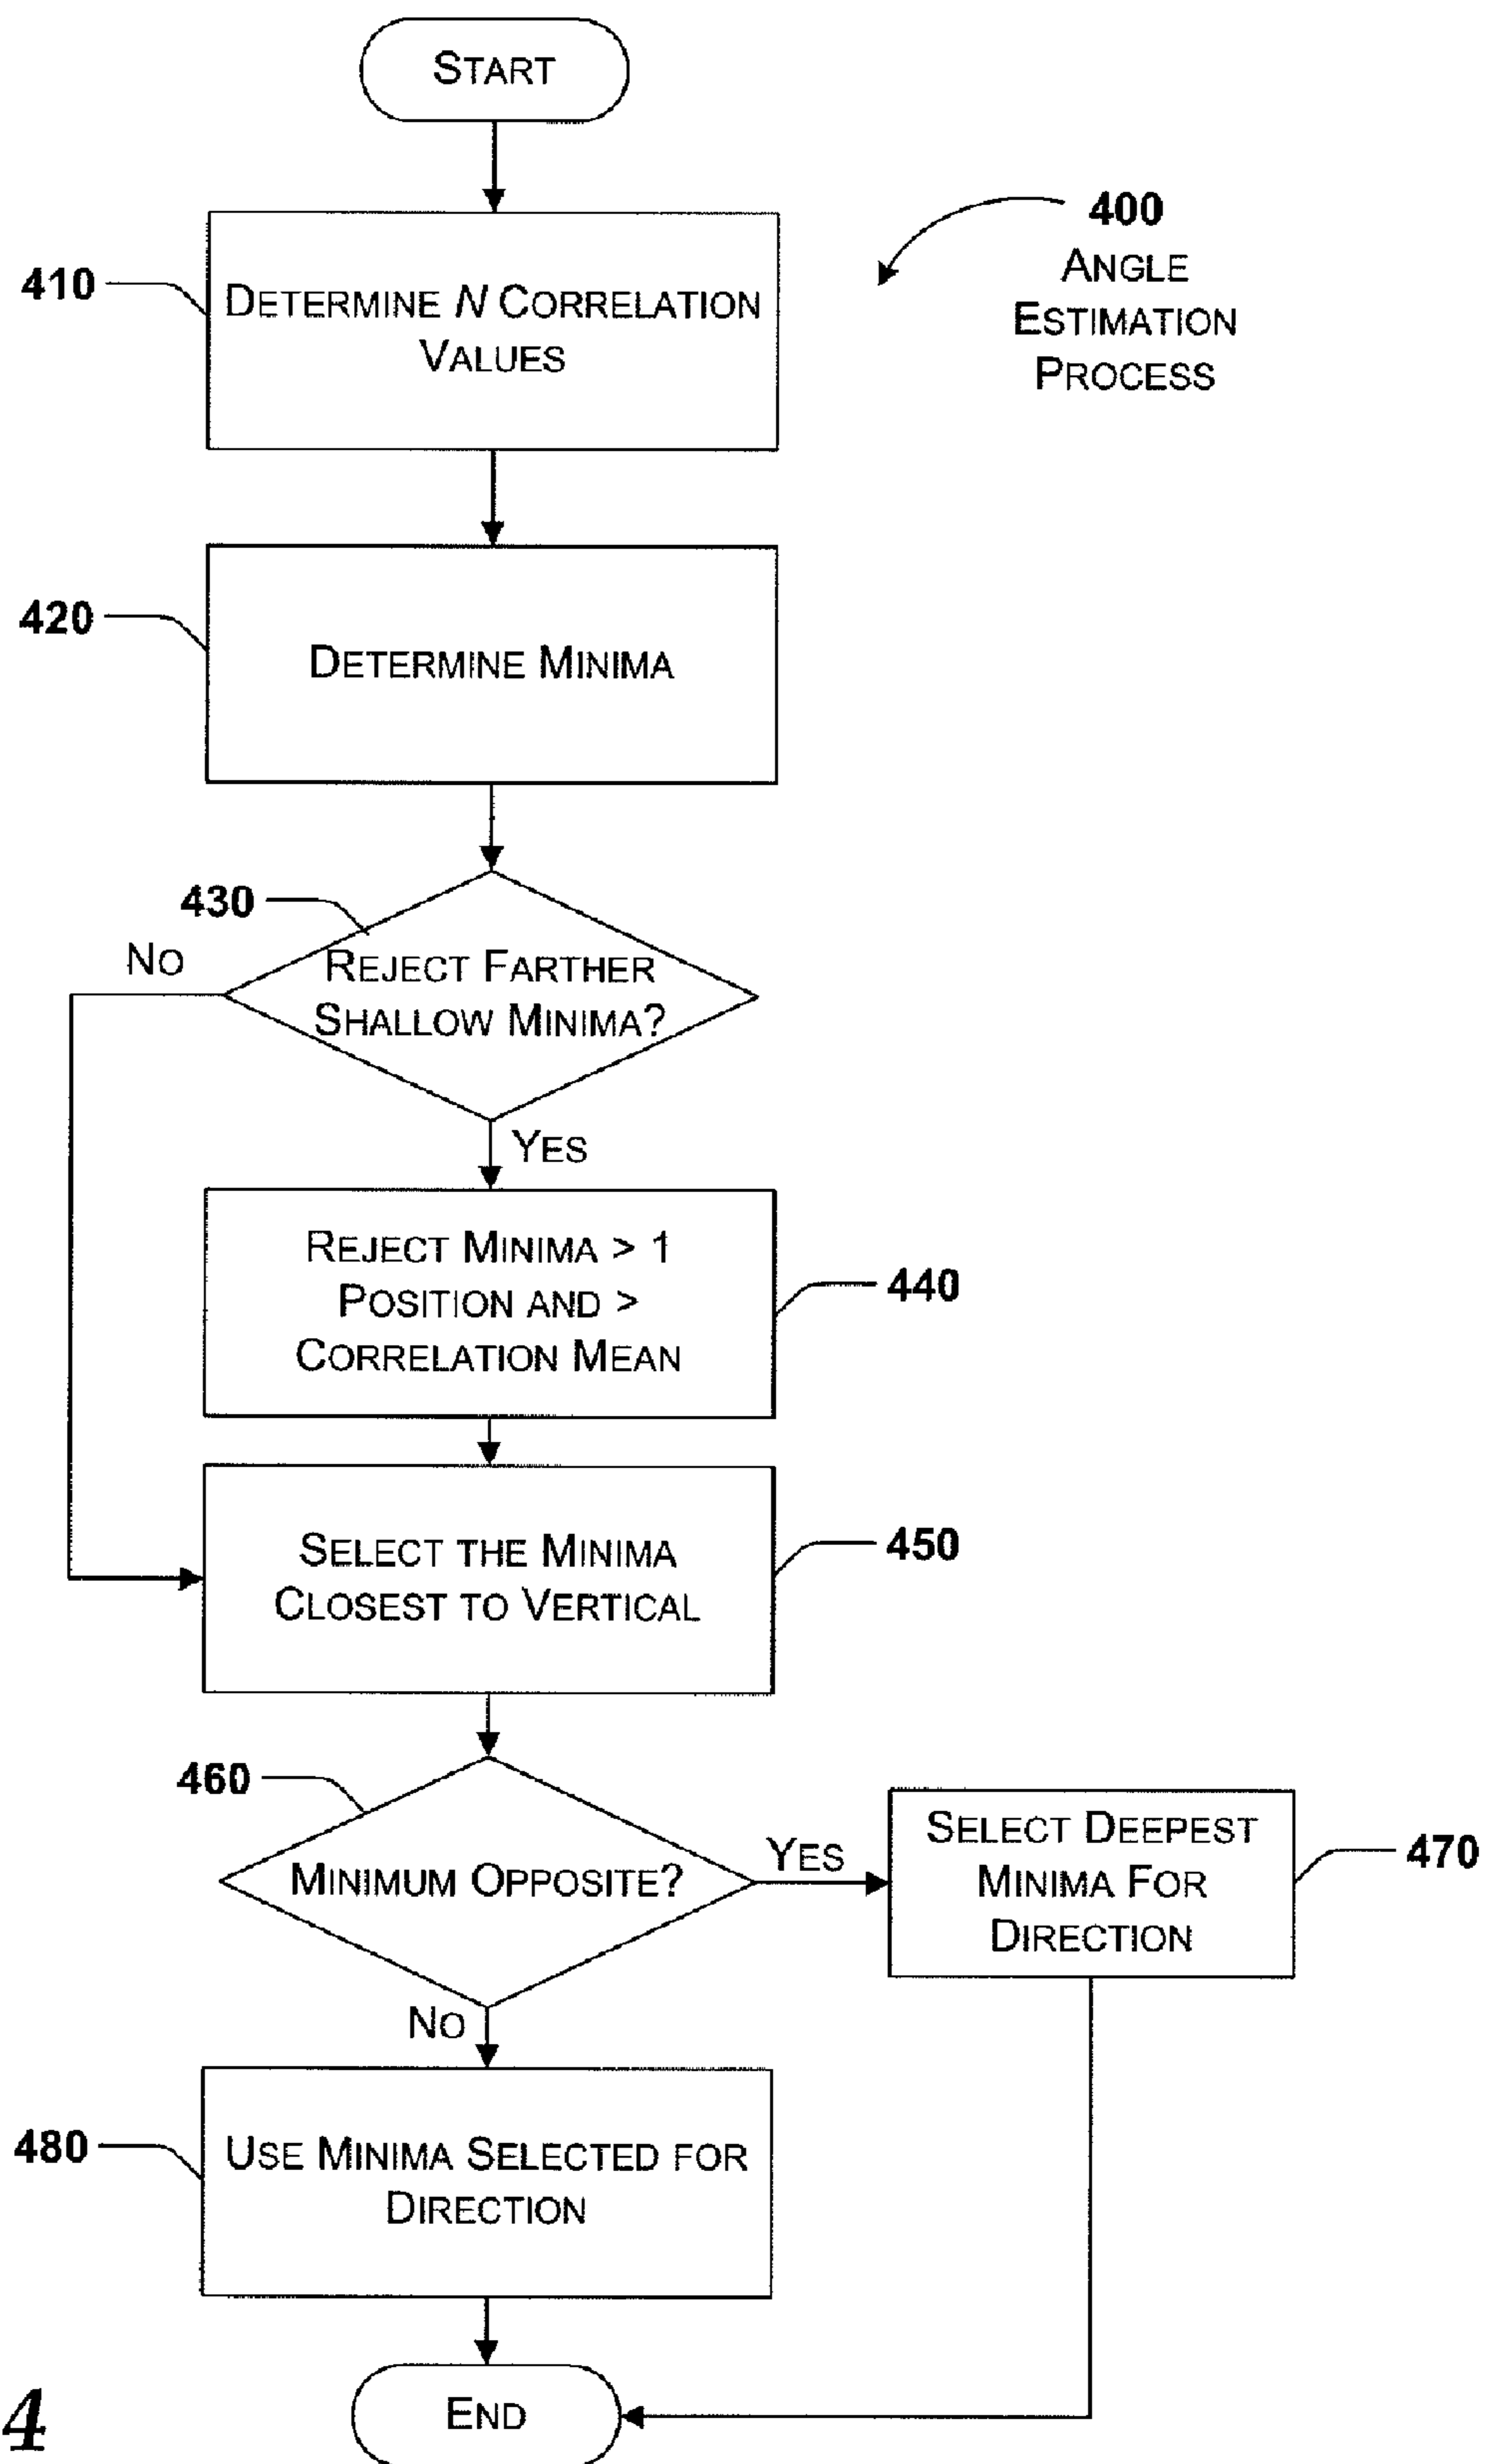 START
400
ANGLE
ESTIMATION
PROCESS
410
DETERMINE N CORRELATION
VALUES
420
DETERMINE MINIMA
430
NO
REJECT FARTHER
SHALLOW MINIMA?
YES
REJECT MINIMA > 1
POSITION AND >
CORRELATION MEAN
440
SELECT THE MINIMA
CLOSEST TO VERTICAL
450
460
MINIMUM OPPOSITE?
YES
SELECT DEEPEST
MINIMA FOR
DIRECTION
470
NO
480
USE MINIMA SELECTED FOR
DIRECTION
END
4